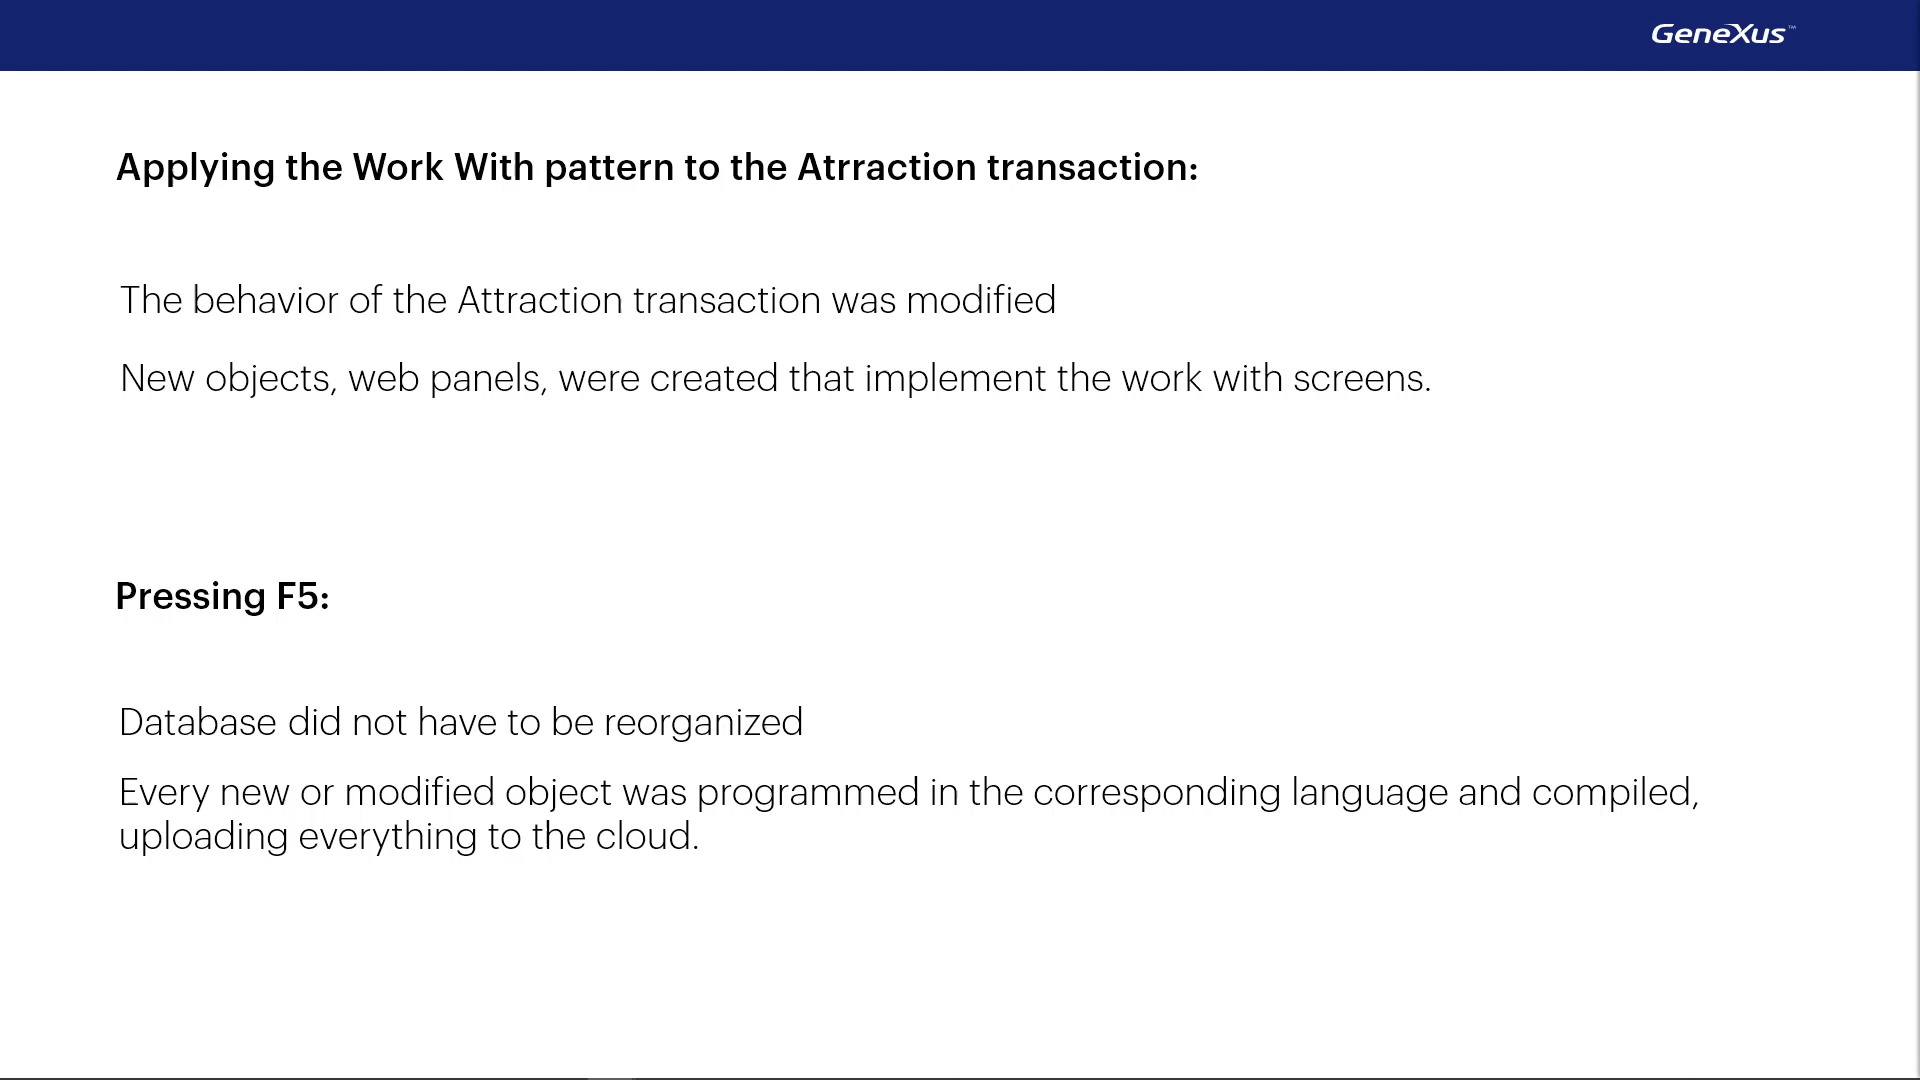 GeneXus™
Applying the Work With pattern to the Atrraction transaction:
The behavior of the Attraction transaction was modified
New objects, web panels, were created that implement the work with screens.
Pressing F5:
Database did not have to be reorganized
Every new or modified object was programmed in the corresponding language and compiled,
uploading everything to the cloud.